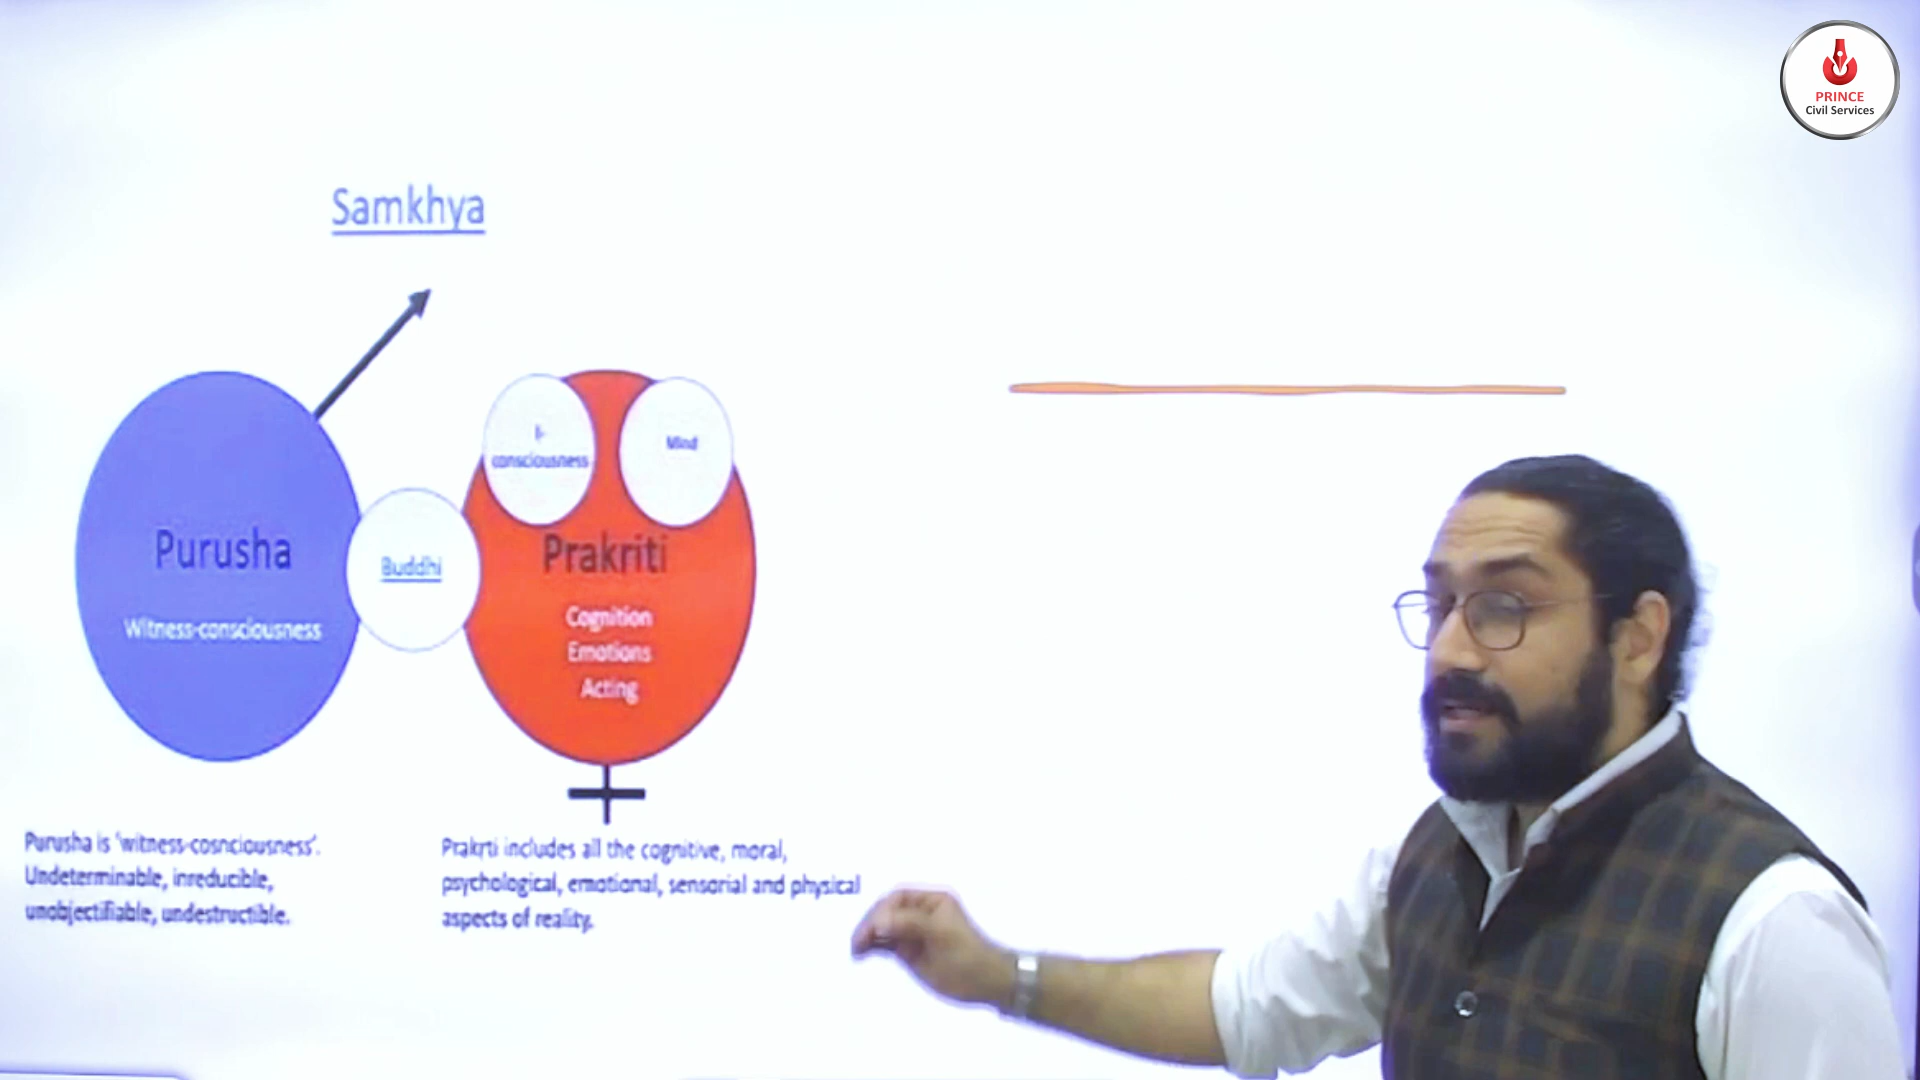 PRINCE
Civil Services
Samkhya
I-
consciousness
Mind
Purusha
Buddhi
Prakriti
Witness-consciousness
Cognition
Emotions
Acting
Purusha is 'witness-cosnciousness'.
Undeterminable, inreducible,
unobjectifiable, undestructible.
Prakrti includes all the cognitive, moral,
psychological, emotional, sensorial and physical
aspects of reality.